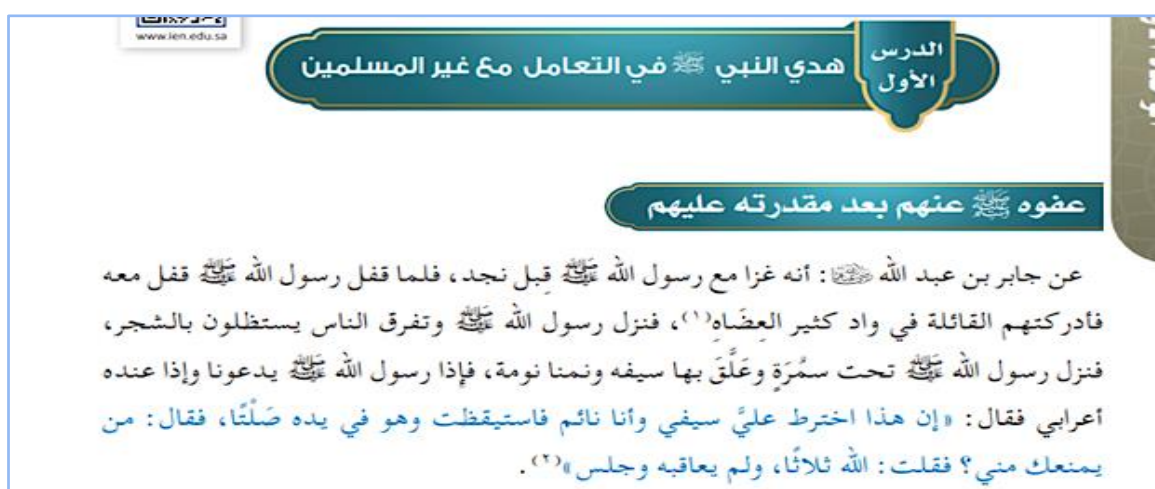 www.ien.edu.sa
الدرس
الأول
هدي النبي ﷺ في التعامل مع غير المسلمين
عفوه ﷺ عنهم بعد مقدرته عليهم
عن جابر بن عبد الله رضي الله عنهما: أنه غزا مع رسول الله ﷺ قِبل نجد، فلما قفل رسول الله ﷺ قفل معه
فأدركتهم القائلة في واد كثير العِضَاه(١)، فنزل رسول الله ﷺ وتفرق الناس يستظلون بالشجر،
فنزل رسول الله ﷺ تحت سمُرَةٍ وعَلَّقَ بها سيفه ونمنا نومة، فإذا رسول الله ﷺ يدعونا وإذا عنده
أعرابي فقال: «إن هذا اخترط عليَّ سيفي وأنا نائم فاستيقظت وهو في يده صَلْتًا، فقال: من
يمنعك مني؟ فقلت: الله ثلاثًا، ولم يعاقبه وجلس»(٢).